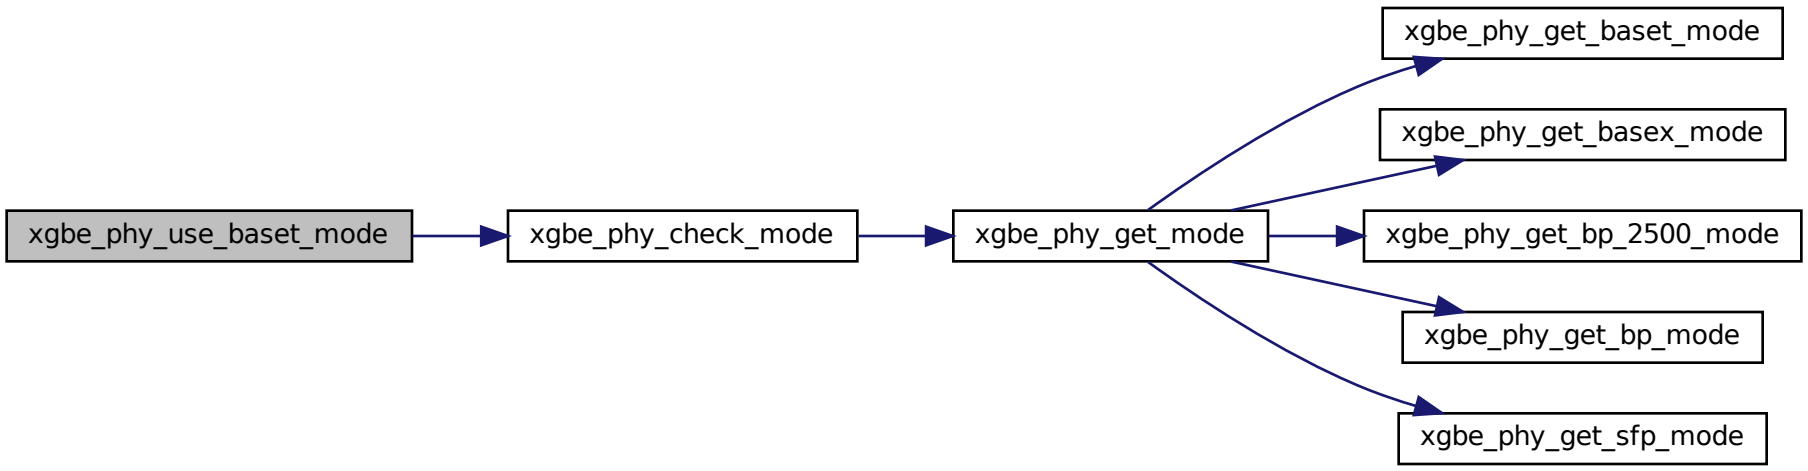 xgbe_phy_use_baset_mode
xgbe_phy_check_mode
xgbe_phy_get_mode
xgbe_phy_get_baset_mode
xgbe_phy_get_basex_mode
xgbe_phy_get_bp_2500_mode
xgbe_phy_get_bp_mode
xgbe_phy_get_sfp_mode